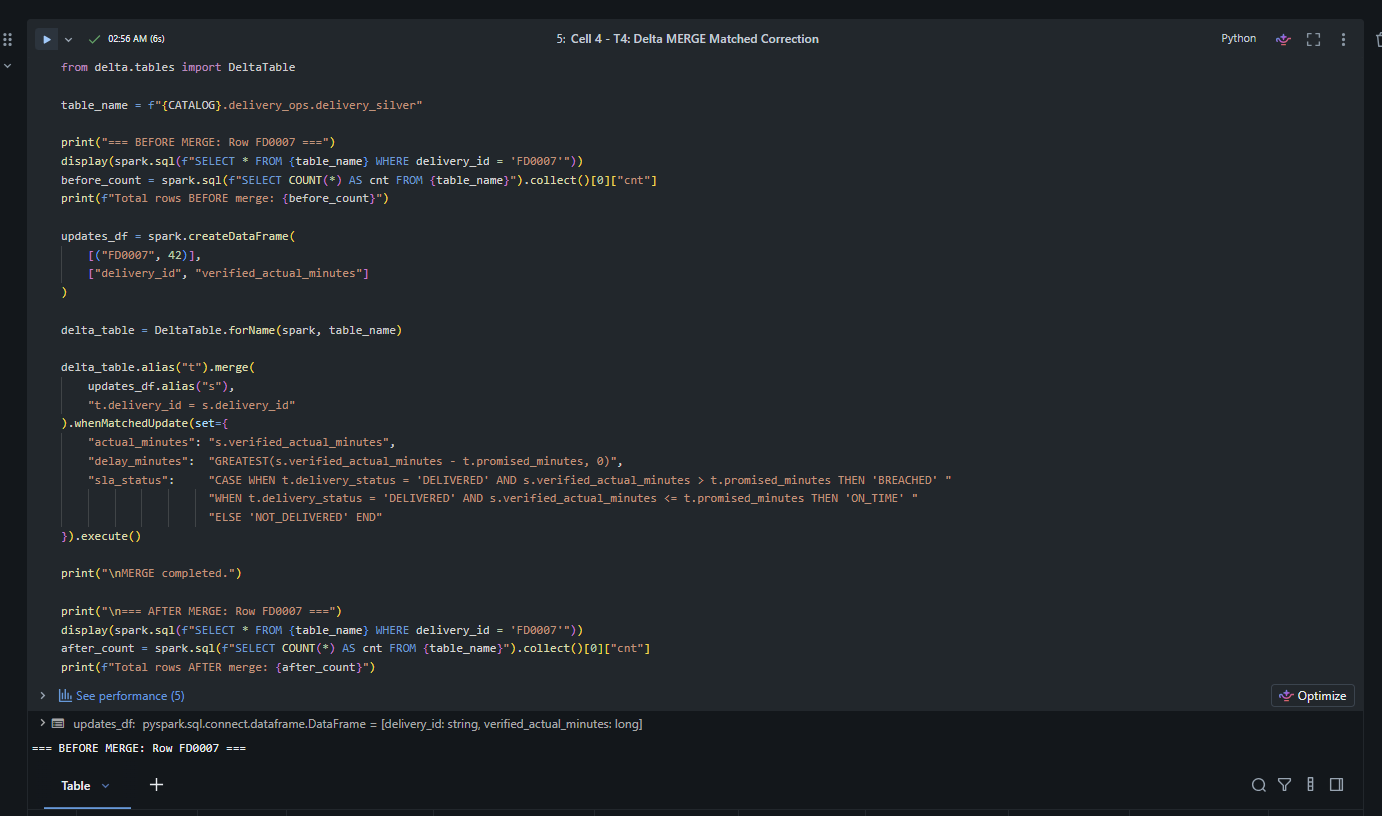 02:56 AM (6s)
5: Cell 4 - T4: Delta MERGE Matched Correction
Python
from delta.tables import DeltaTable
table_name = f"{CATALOG}.delivery_ops.delivery_silver"
print("=== BEFORE MERGE: Row FD0007 ===")
display(spark.sql(f"SELECT * FROM {table_name} WHERE delivery_id = 'FD0007'"))
before_count = spark.sql(f"SELECT COUNT(*) AS cnt FROM {table_name}").collect()[0]["cnt"]
print(f"Total rows BEFORE merge: {before_count}")
updates_df = spark.createDataFrame(
    [("FD0007", 42)],
    ["delivery_id", "verified_actual_minutes"]
)
delta_table = DeltaTable.forName(spark, table_name)
delta_table.alias("t").merge(
    updates_df.alias("s"),
    "t.delivery_id = s.delivery_id"
).whenMatchedUpdate(set={
    "actual_minutes": "s.verified_actual_minutes",
    "delay_minutes":  "GREATEST(s.verified_actual_minutes - t.promised_minutes, 0)",
    "sla_status":     "CASE WHEN t.delivery_status = 'DELIVERED' AND s.verified_actual_minutes > t.promised_minutes THEN 'BREACHED' "
                      "WHEN t.delivery_status = 'DELIVERED' AND s.verified_actual_minutes <= t.promised_minutes THEN 'ON_TIME' "
                      "ELSE 'NOT_DELIVERED' END"
}).execute()
print("\nMERGE completed.")
print("\n=== AFTER MERGE: Row FD0007 ===")
display(spark.sql(f"SELECT * FROM {table_name} WHERE delivery_id = 'FD0007'"))
after_count = spark.sql(f"SELECT COUNT(*) AS cnt FROM {table_name}").collect()[0]["cnt"]
print(f"Total rows AFTER merge: {after_count}")
See performance (5)
Optimize
updates_df: pyspark.sql.connect.dataframe.DataFrame = [delivery_id: string, verified_actual_minutes: long]
=== BEFORE MERGE: Row FD0007 ===
Table